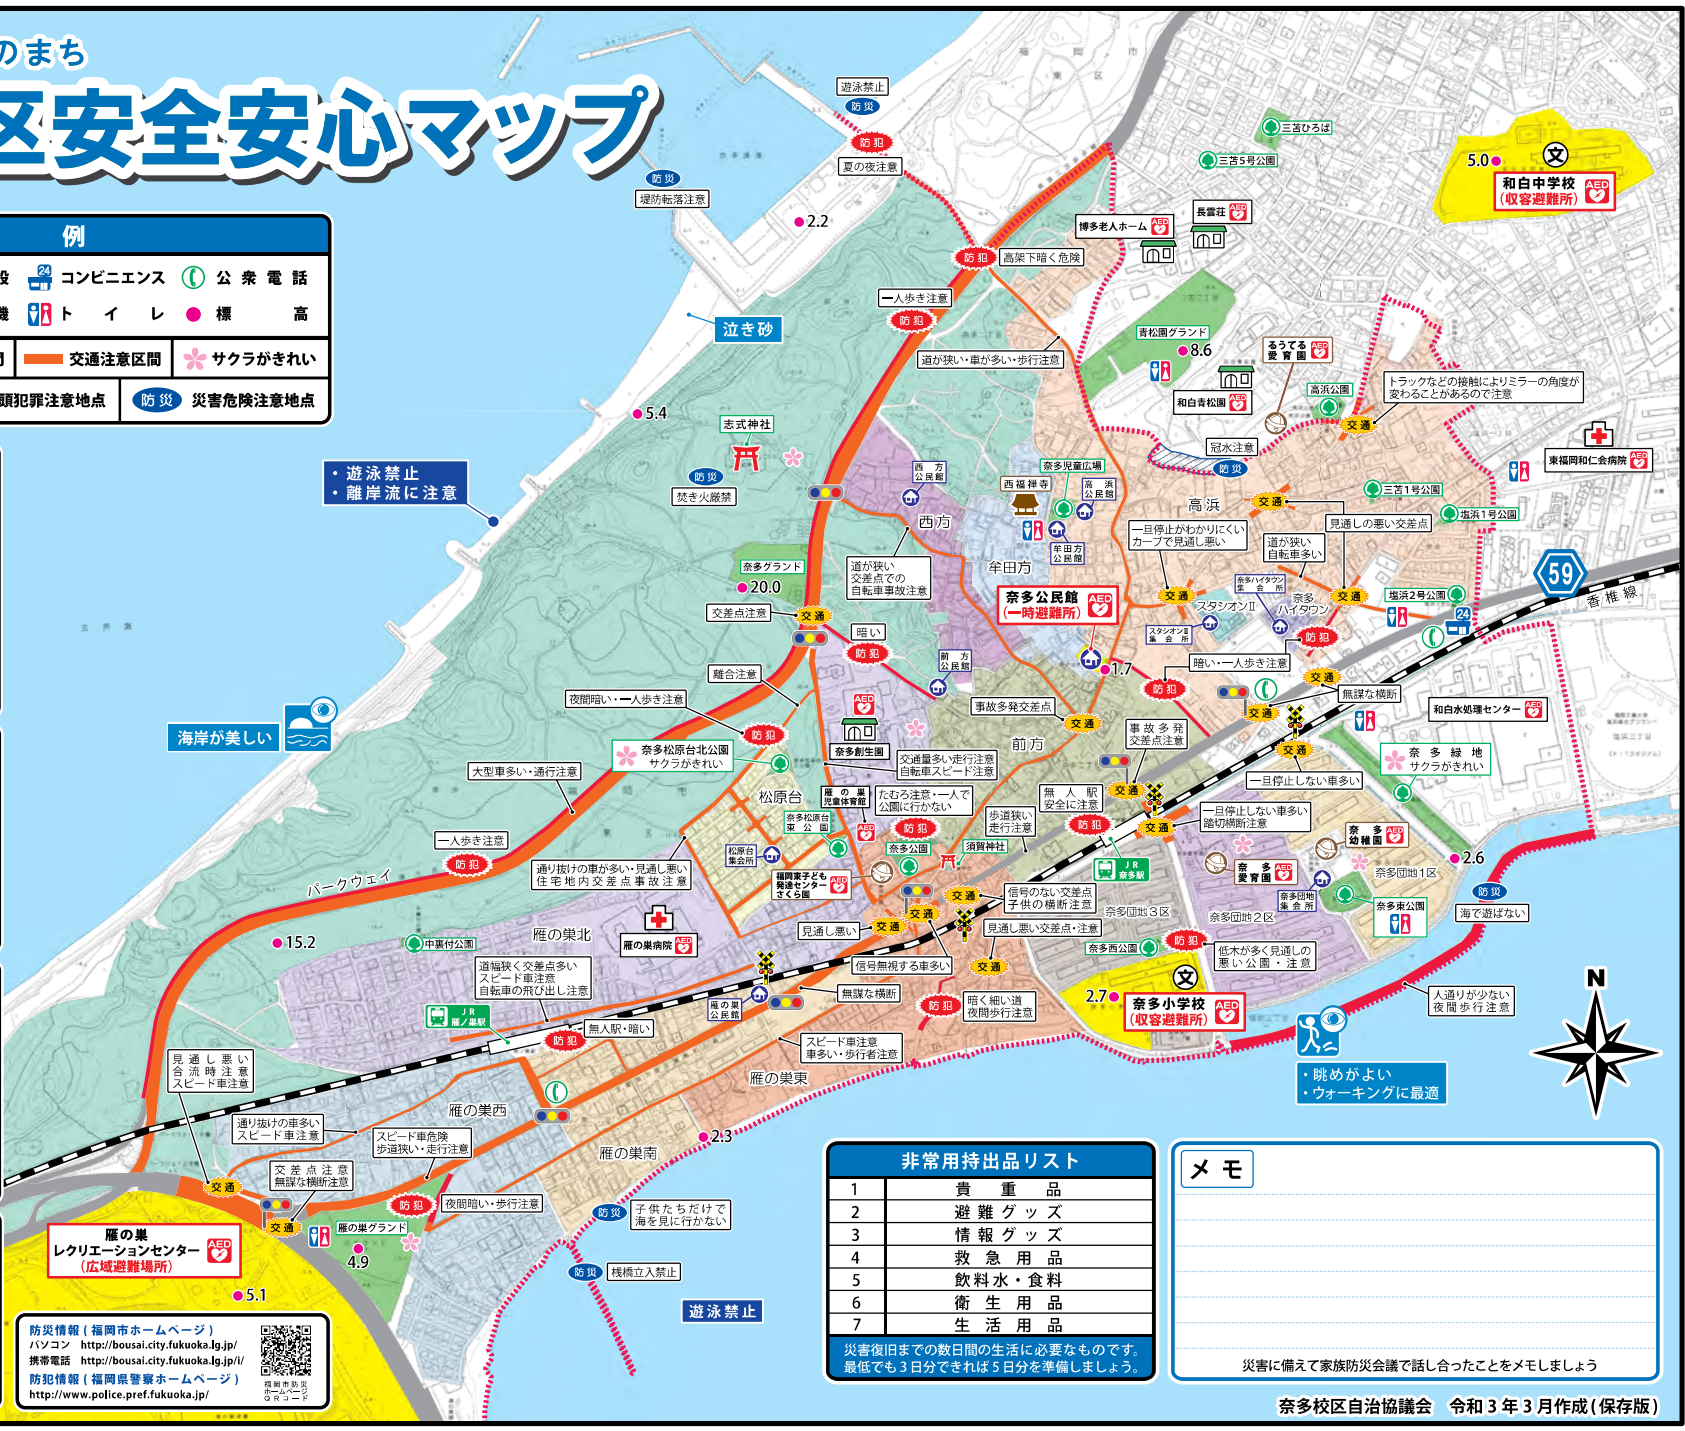 のまち
区安全安心マップ
例
設
コンビニエンス
公衆電話
機
トイレ
標高
間
交通注意区間
サクラがきれい
頭犯罪注意地点
防災
災害危険注意地点
遊泳禁止
防災
防犯
夏の夜注意
防災
堤防転落注意
2.2
三苫ひろば
三苫5号公園
5.0
文
和白中学校
(収容避難所)
AED
長雲荘
AED
博多老人ホーム
AED
防犯
高架下暗く危険
一人歩き注意
防犯
泣き砂
道が狭い・車が多い・歩行注意
青松園グランド
8.6
るうてる
愛育園
AED
和白青松園
AED
高浜公園
トラックなどの接触によりミラーの角度が
変わることがあるので注意
交通
5.4
志式神社
防災
焚き火厳禁
・遊泳禁止
・離岸流に注意
冠水注意
防災
東福岡和仁会病院
AED
西方
公民館
奈多児童広場
西福禅寺
高浜
公民館
牟田方
公民館
西方
牟田方
高浜
交通
三苫1号公園
塩浜1号公園
見通しの悪い交差点
一旦停止がわかりにくい
カーブで見通し悪い
道が狭い
自転車多い
59
香椎線
奈多グランド
20.0
道が狭い
交差点での
自転車事故注意
奈多公民館
(一時避難所)
AED
交通
スタシオンⅡ
スタシオンⅡ
集会所
奈多ハイタウン
集会所
奈多
ハイタウン
交通
塩浜2号公園
24
交差点注意
交通
暗い
防犯
前方
公民館
防犯
1.7
暗い・一人歩き注意
防犯
離合注意
夜間暗い・一人歩き注意
防犯
交通
無謀な横断
交通
和白水処理センター
AED
海岸が美しい
奈多松原台北公園
サクラがきれい
AED
奈多創生園
事故多発交差点
交通
前方
事故多発
交差点注意
交通
一旦停止しない車多い
奈多緑地
サクラがきれい
大型車多い・通行注意
交通量多い走行注意
自転車スピード注意
松原台
雁の巣
児童体育館
AED
たむろ注意・一人で
公園に行かない
防犯
無人駅
安全に注意
防犯
交通
交通
一旦停止しない車多い
踏切横断注意
一人歩き注意
防犯
パークウェイ
奈多松原台
東公園
松原台
集会所
奈多公園
歩道狭い
走行注意
須賀神社
JR
奈多駅
奈多
幼稚園
AED
2.6
通り抜けの車が多い・見通し悪い
住宅地内交差点事故注意
福岡東子ども
発達センター
さくら園
AED
奈多
愛育園
AED
奈多団地1区
防災
海で遊ばない
交通
信号のない交差点
子供の横断注意
奈多団地3区
奈多団地2区
奈多団地
集会所
奈多東公園
15.2
中裏付公園
雁の巣北
雁の巣病院
AED
見通し悪い
交通
交通
見通し悪い交差点・注意
交通
奈多西公園
防犯
低木が多く見通しの
悪い公園・注意
信号無視する車多い
道幅狭く交差点多い
スピード車注意
自転車の飛び出し注意
雁の巣
公民館
無謀な横断
防犯
暗く細い道
夜間歩行注意
文
2.7
奈多小学校
(収容避難所)
AED
人通りが少ない
夜間歩行注意
N
JR
雁ノ巣駅
防犯
無人駅・暗い
スピード車注意
車多い・歩行者注意
雁の巣東
・眺めがよい
・ウォーキングに最適
見通し悪い
合流時注意
スピード車注意
雁の巣西
通り抜けの車多い
スピード車注意
スピード車危険
歩道狭い・走行注意
雁の巣南
2.3
交通
交差点注意
無謀な横断注意
交通
防犯
夜間暗い・歩行注意
雁の巣グランド
4.9
防災
子供たちだけで
海を見に行かない
防災
桟橋立入禁止
遊泳禁止
雁の巣
レクリエーションセンター
(広域避難場所)
AED
5.1
防災情報(福岡市ホームページ)
パソコン http://bousai.city.fukuoka.lg.jp/
携帯電話 http://bousai.city.fukuoka.lg.jp/i/
防犯情報(福岡県警察ホームページ)
http://www.police.pref.fukuoka.jp/
福岡市防災
ホームページ
QRコード
非常用持出品リスト
1 貴重品
2 避難グッズ
3 情報グッズ
4 救急用品
5 飲料水・食料
6 衛生用品
7 生活用品
災害復旧までの数日間の生活に必要なものです。
最低でも3日分できれば5日分を準備しましょう。
メモ
災害に備えて家族防災会議で話し合ったことをメモしましょう
奈多校区自治協議会 令和3年3月作成(保存版)